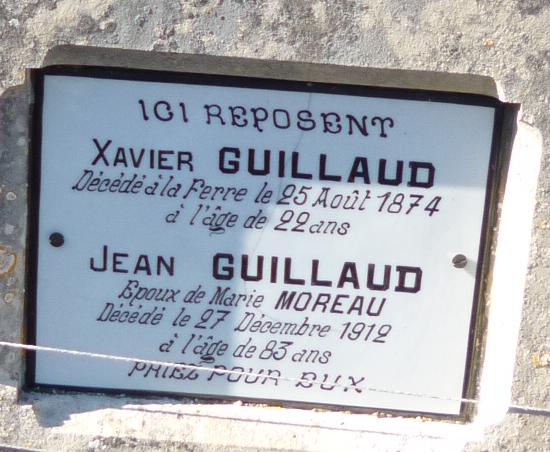 ICI REPOSENT
XAVIER GUILLAUD
Décédé à la Ferre le 25 Août 1874
à l'âge de 22 ans
JEAN GUILLAUD
Epoux de Marie MOREAU
Décédé le 27 Décembre 1912
à l'âge de 83 ans
PRIEZ POUR EUX